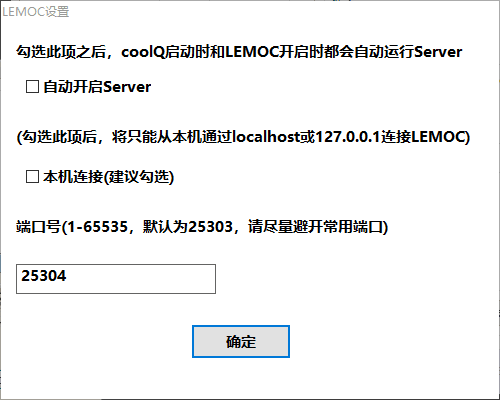 LEMOC设置
勾选此项之后，coolQ启动时和LEMOC开启时都会自动运行Server
自动开启Server
(勾选此项后，将只能从本机通过localhost或127.0.0.1连接LEMOC)
本机连接(建议勾选)
端口号(1-65535，默认为25303，请尽量避开常用端口)
25304
确定